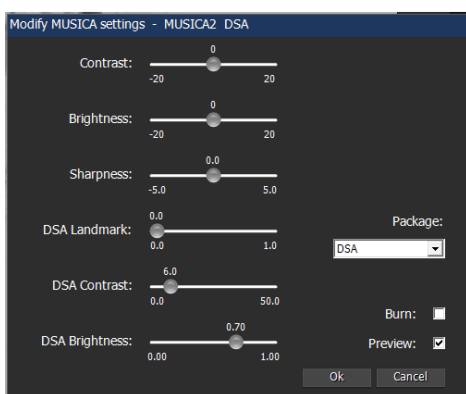 Modify MUSICA settings - MUSICA2 DSA
0
Contrast:
-20 20
0
Brightness:
-20 20
0.0
Sharpness:
-5.0 5.0
0.0
DSA Landmark:
0.0 1.0
Package:
DSA
6.0
DSA Contrast:
0.0 50.0
Burn:
0.70
DSA Brightness:
0.00 1.00
Preview:
Ok Cancel